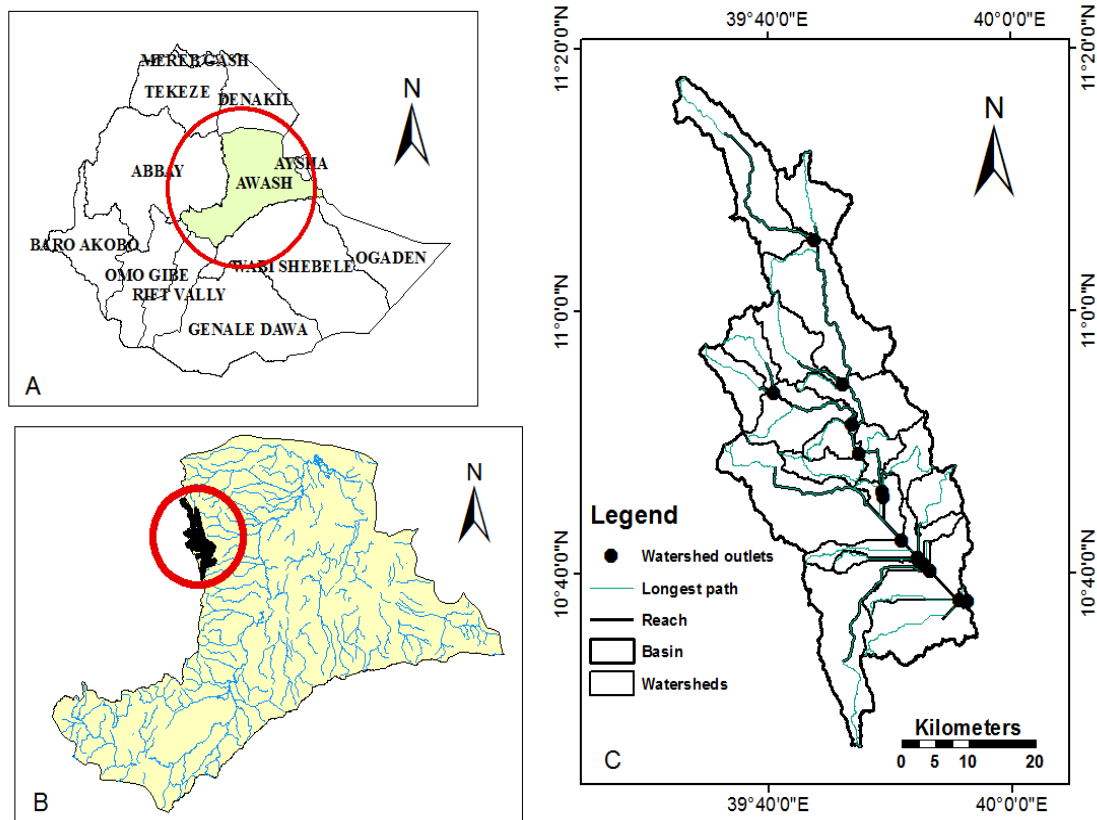 MEREB GASH
TEKEZE
DENAKIL
N
ABBAY
AYSHA
AWASH
BARO AKOBO
OMO GIBE
WABI SHEBELE
OGADEN
RIFT VALLY
GENALE DAWA
A
N
B
39°40'0"E
40°0'0"E
11°20'0"N
11°20'0"N
N
11°0'0"N
11°0'0"N
Legend
Watershed outlets
Longest path
Reach
Basin
Watersheds
10°40'0"N
10°40'0"N
Kilometers
0 5 10 20
C
39°40'0"E
40°0'0"E